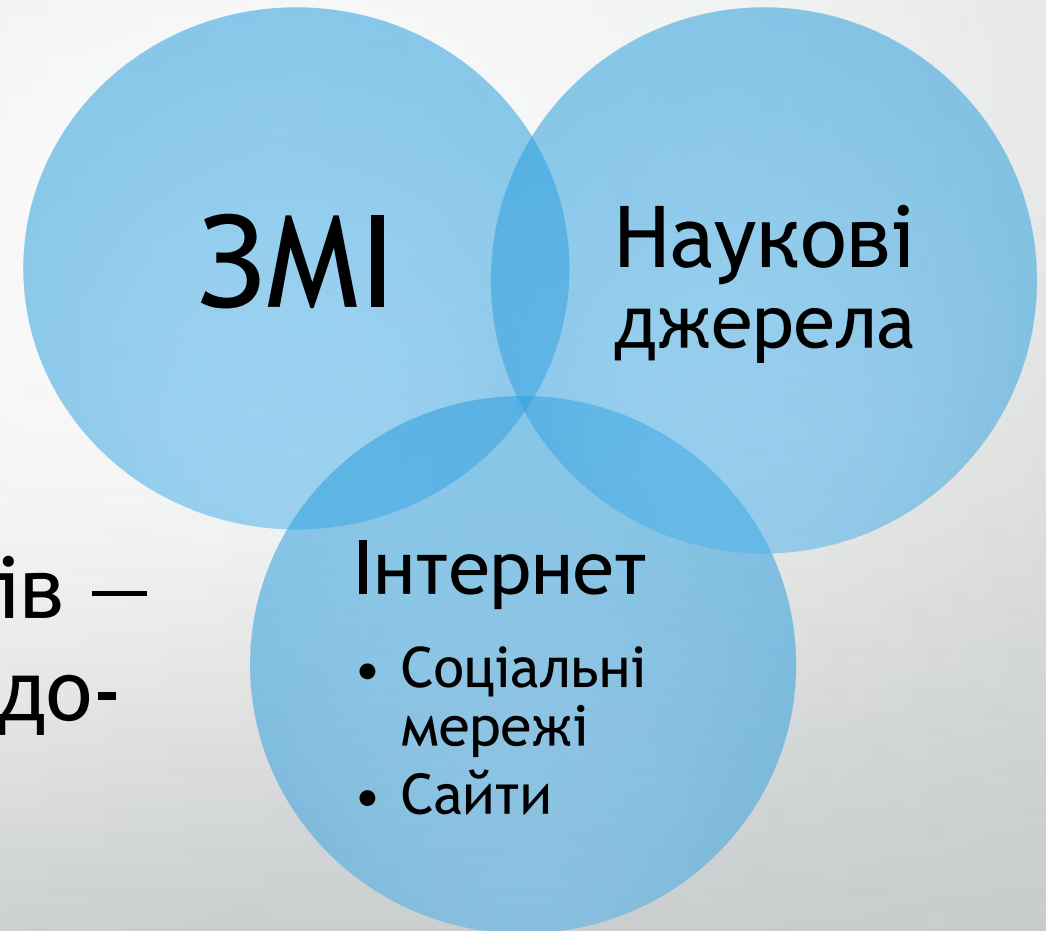 ЗМІ
Наукові
джерела
ів —
до-
Інтернет
• Соціальні
мережі
• Сайти